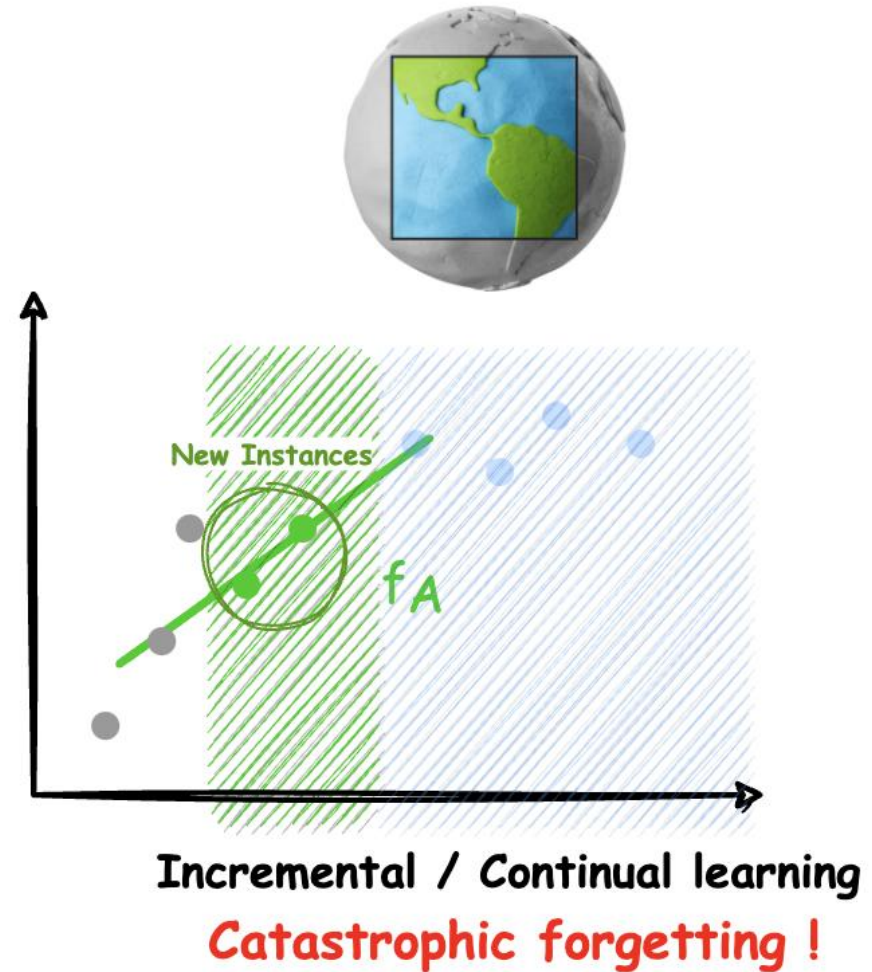 New Instances
fA
Incremental / Continual learning
Catastrophic forgetting !